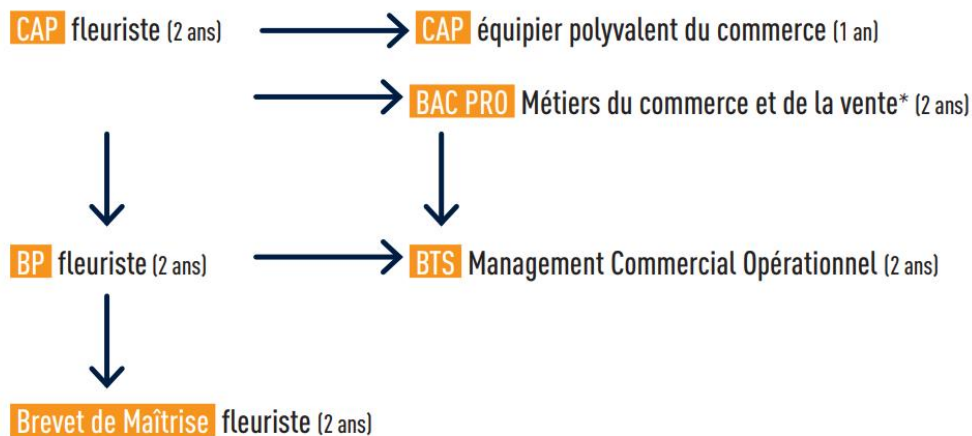 CAP fleuriste (2 ans)
CAP équipier polyvalent du commerce (1 an)
BAC PRO Métiers du commerce et de la vente* (2 ans)
BP fleuriste (2 ans)
BTS Management Commercial Opérationnel (2 ans)
Brevet de Maîtrise fleuriste (2 ans)